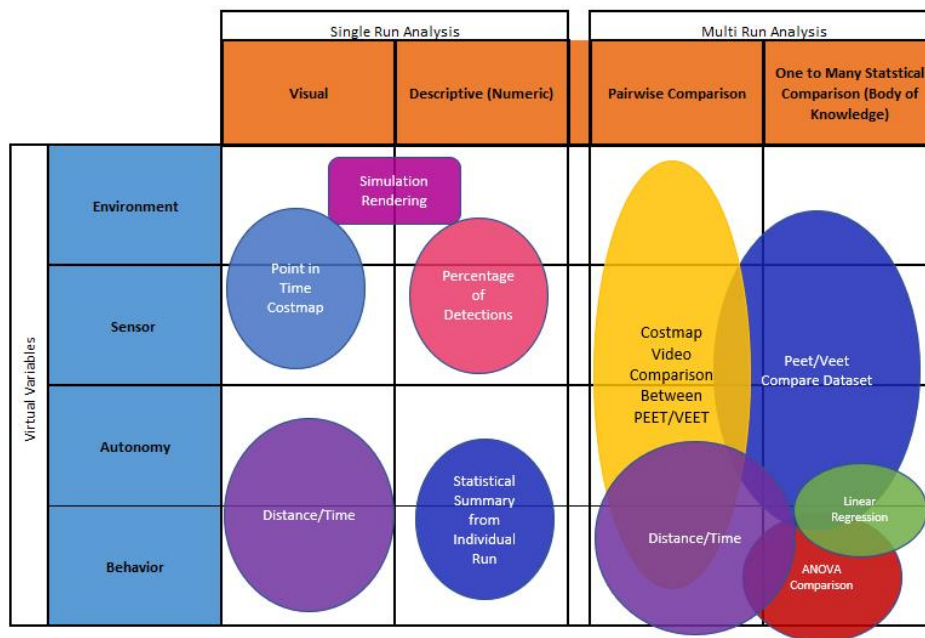 Single Run Analysis
Multi Run Analysis
Visual
Descriptive (Numeric)
Pairwise Comparison
One to Many Statstical
Comparison (Body of
Knowledge)
Virtual Variables
Environment
Sensor
Autonomy
Behavior
Simulation
Rendering
Point in
Time
Costmap
Percentage
of
Detections
Costmap
Video
Comparison
Between
PEET/VEET
Peet/Veet
Compare Dataset
Distance/Time
Statistical
Summary
from
Individual
Run
Distance/Time
Linear
Regression
ANOVA
Comparison